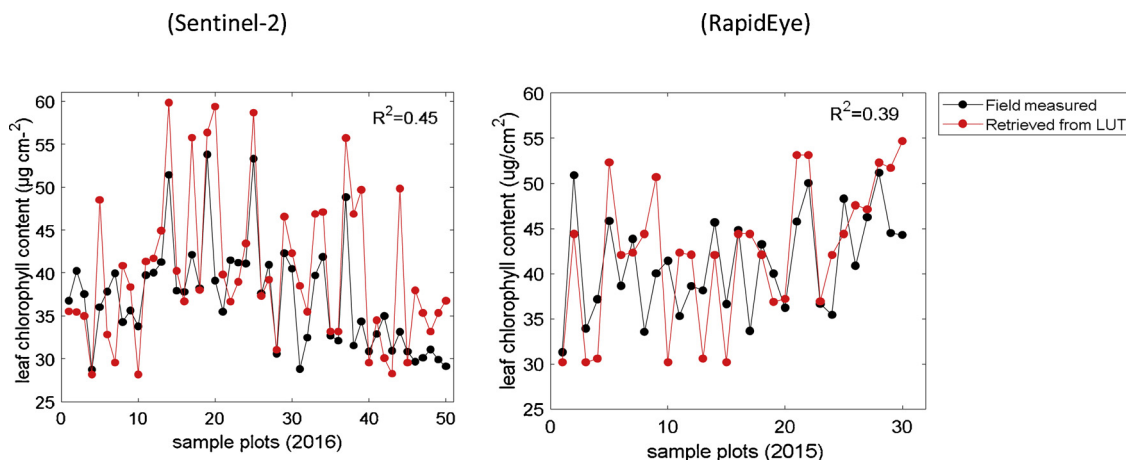 (Sentinel-2)
(RapidEye)
R²=0.45
60
55
50
45
40
35
30
25
leaf chlorophyll content (µg cm-²)
0
10
20
30
40
50
sample plots (2016)
R²=0.39
60
55
50
45
40
35
30
25
leaf chlorophyll content (ug/cm²)
0
10
20
30
sample plots (2015)
Field measured
Retrieved from LUT